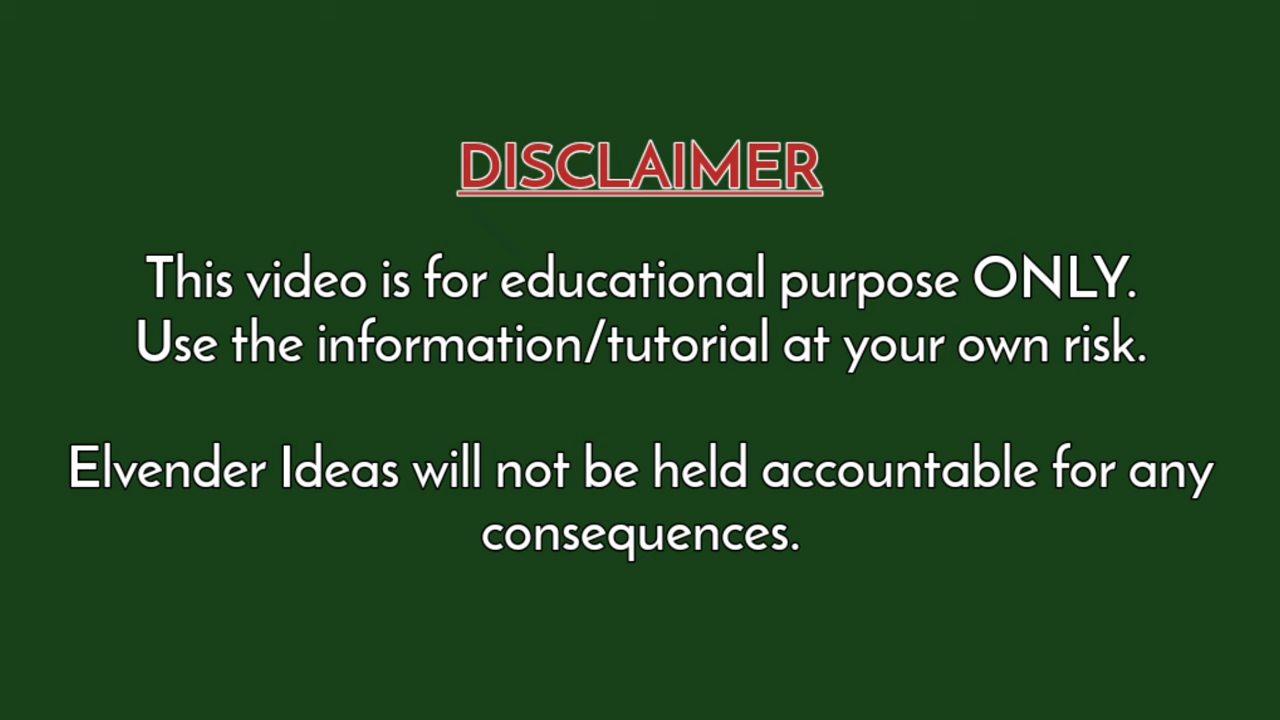 DISCLAIMER
This video is for educational purpose ONLY.
Use the information/tutorial at your own risk.
Elvender Ideas will not be held accountable for any
consequences.